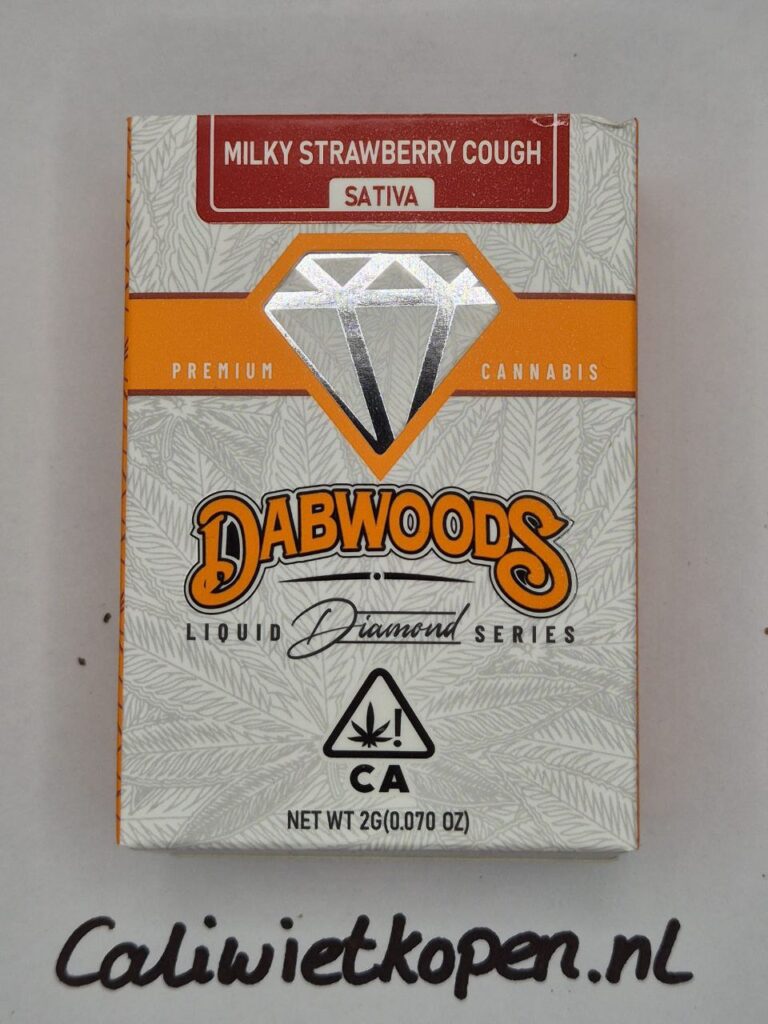 MILKY STRAWBERRY COUGH
SATIVA
PREMIUM CANNABIS
DABWOODS
LIQUID Diamond SERIES
!
CA
NET WT 2G(0.070 OZ)
Caliwietkopen.nl